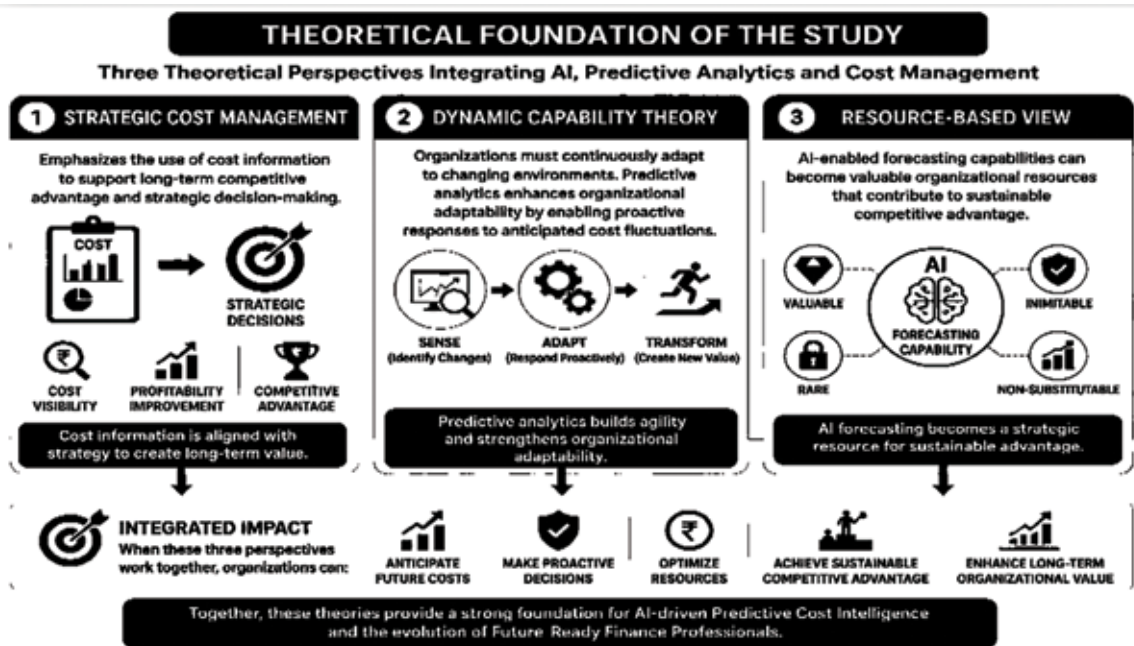 THEORETICAL FOUNDATION OF THE STUDY
Three Theoretical Perspectives Integrating AI, Predictive Analytics and Cost Management
1 STRATEGIC COST MANAGEMENT
Emphasizes the use of cost information
to support long-term competitive
advantage and strategic decision-making.
COST
STRATEGIC
DECISIONS
COST
VISIBILITY
PROFITABILITY
IMPROVEMENT
COMPETITIVE
ADVANTAGE
Cost information is aligned with
strategy to create long-term value.
2 DYNAMIC CAPABILITY THEORY
Organizations must continuously adapt
to changing environments. Predictive
analytics enhances organizational
adaptability by enabling proactive
responses to anticipated cost fluctuations.
SENSE
(Identify Changes)
ADAPT
(Respond Proactively)
TRANSFORM
(Create New Value)
Predictive analytics builds agility
and strengthens organizational
adaptability.
3 RESOURCE-BASED VIEW
AI-enabled forecasting capabilities can
become valuable organizational resources
that contribute to sustainable
competitive advantage.
VALUABLE
RARE
AI
FORECASTING
CAPABILITY
INIMITABLE
NON-SUBSTITUTABLE
AI forecasting becomes a strategic
resource for sustainable advantage.
INTEGRATED IMPACT
When these three perspectives
work together, organizations can:
ANTICIPATE
FUTURE COSTS
MAKE PROACTIVE
DECISIONS
₹
OPTIMIZE
RESOURCES
ACHIEVE SUSTAINABLE
COMPETITIVE ADVANTAGE
ENHANCE LONG-TERM
ORGANIZATIONAL VALUE
Together, these theories provide a strong foundation for AI-driven Predictive Cost Intelligence
and the evolution of Future Ready Finance Professionals.